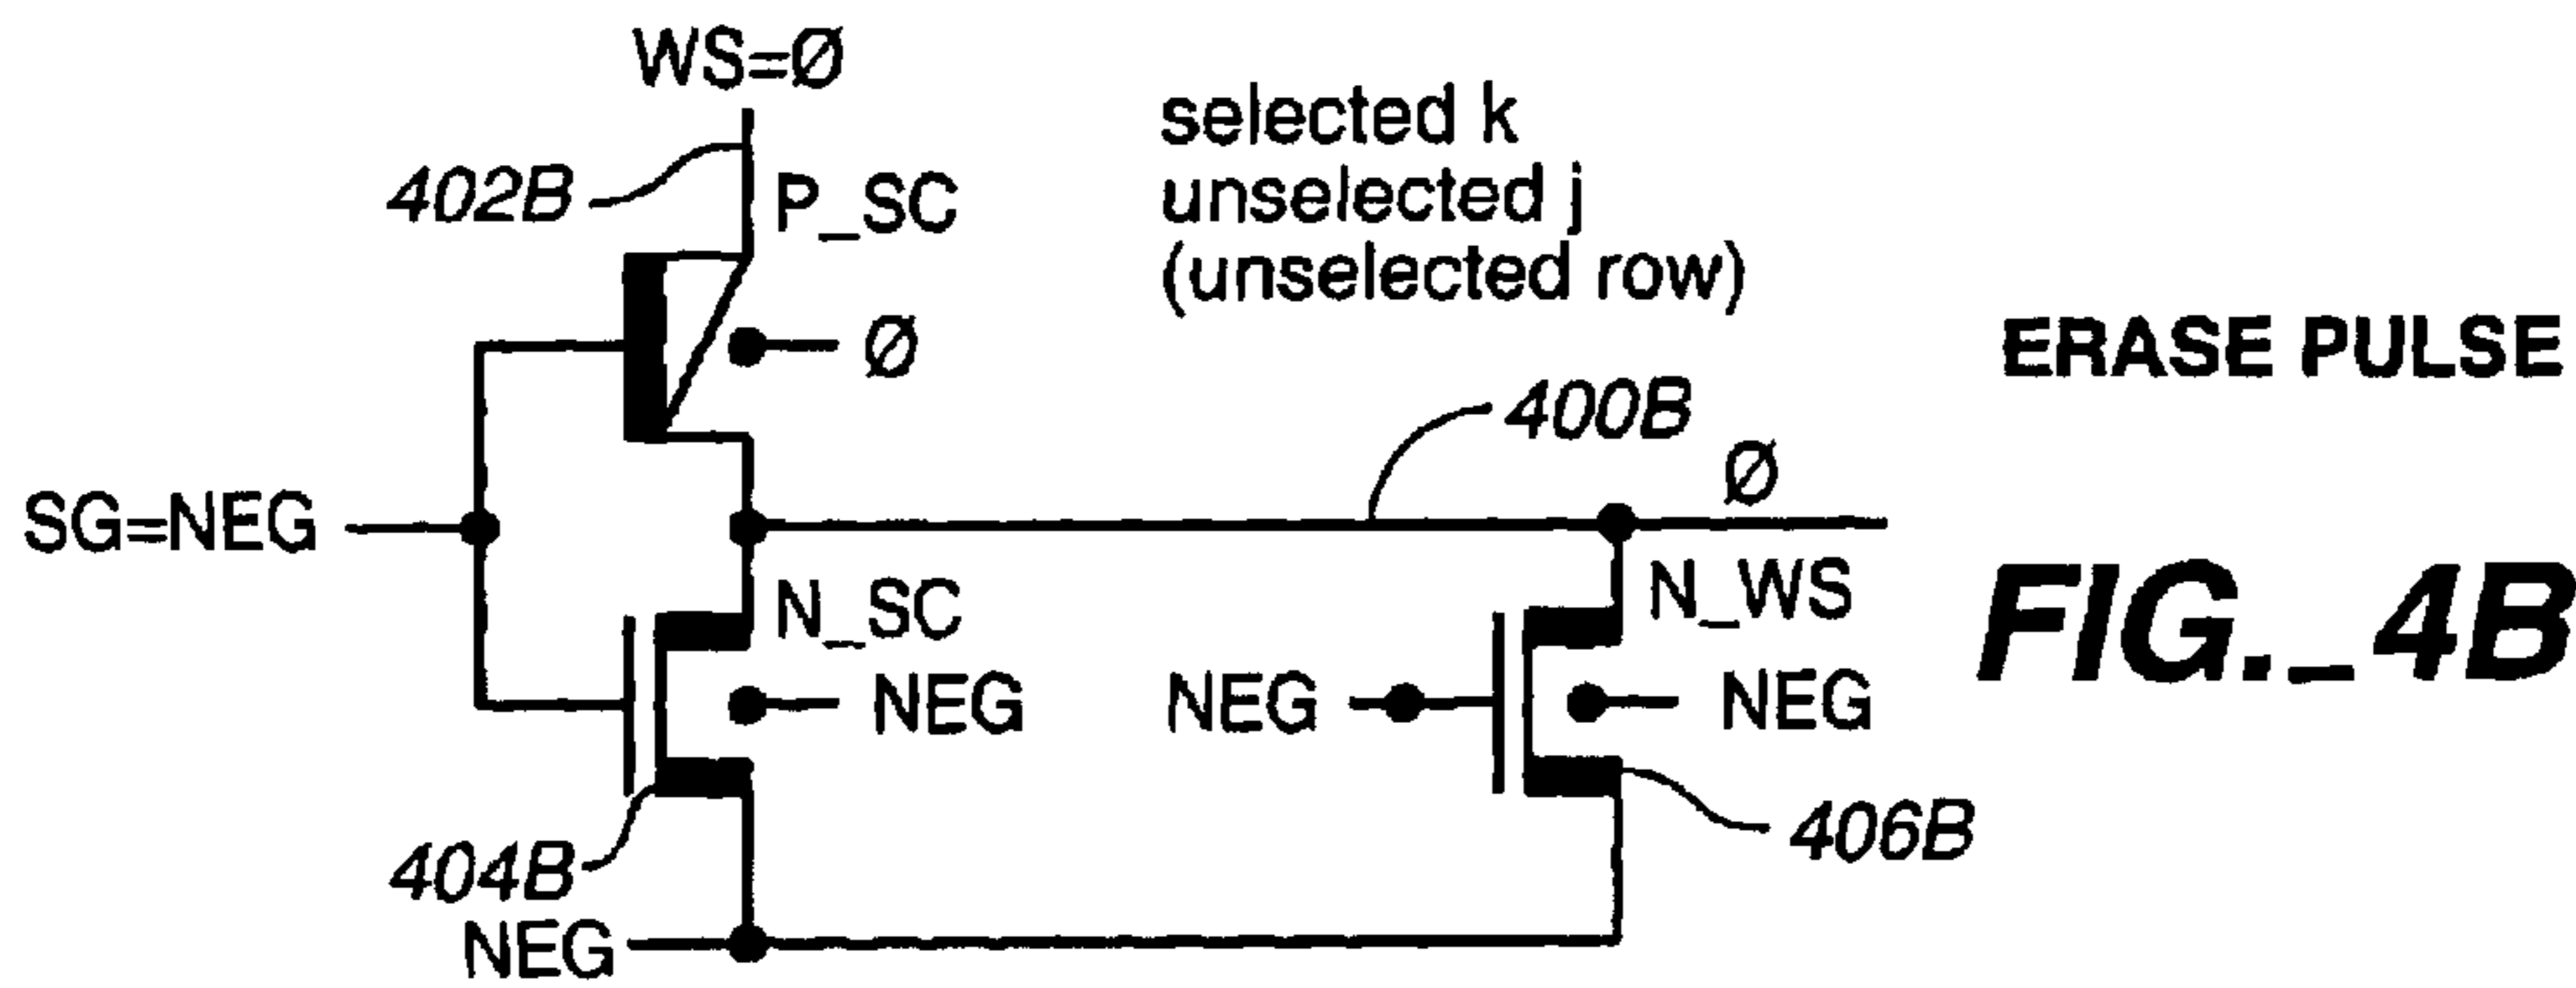 WS=Ø
selected k
unselected j
(unselected row)
402B
P_SC
Ø
ERASE PULSE
400B
Ø
SG=NEG
N_SC
N_WS
FIG._4B
NEG
NEG
NEG
404B
406B
NEG